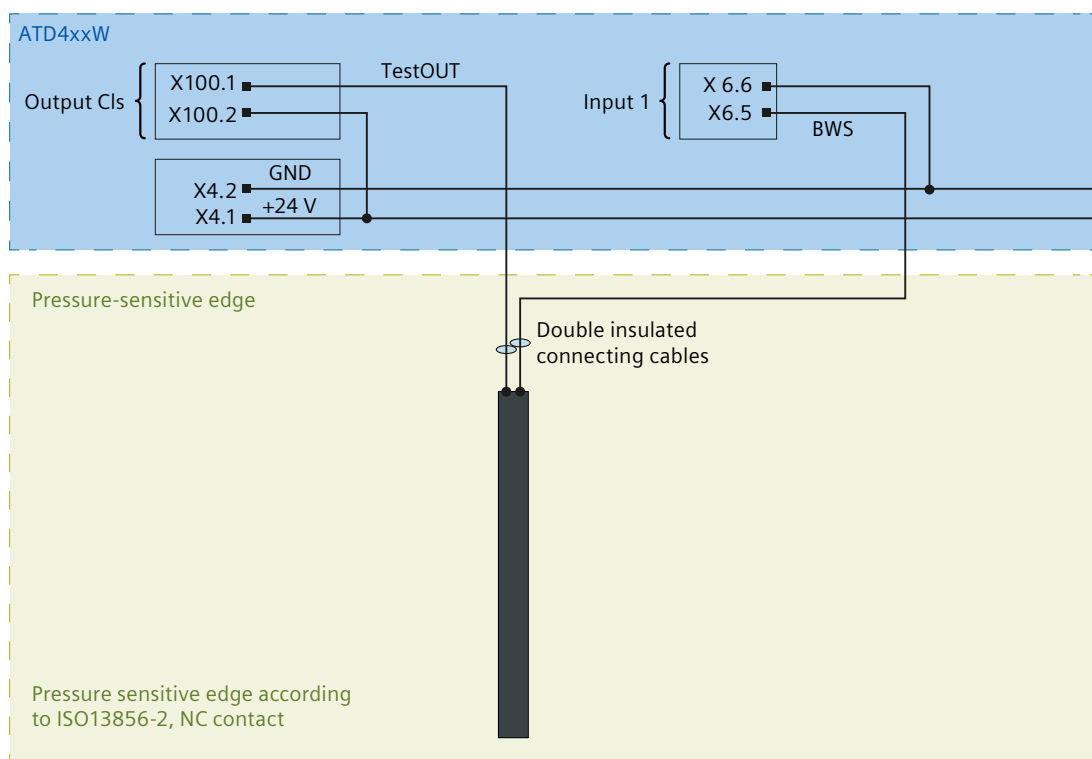 ATD4xxW
Output Cls
X100.1
X100.2
TestOUT
Input 1
X 6.6
X6.5
BWS
X4.2
GND
X4.1
+24 V
Pressure-sensitive edge
Double insulated
connecting cables
Pressure sensitive edge according
to ISO13856-2, NC contact